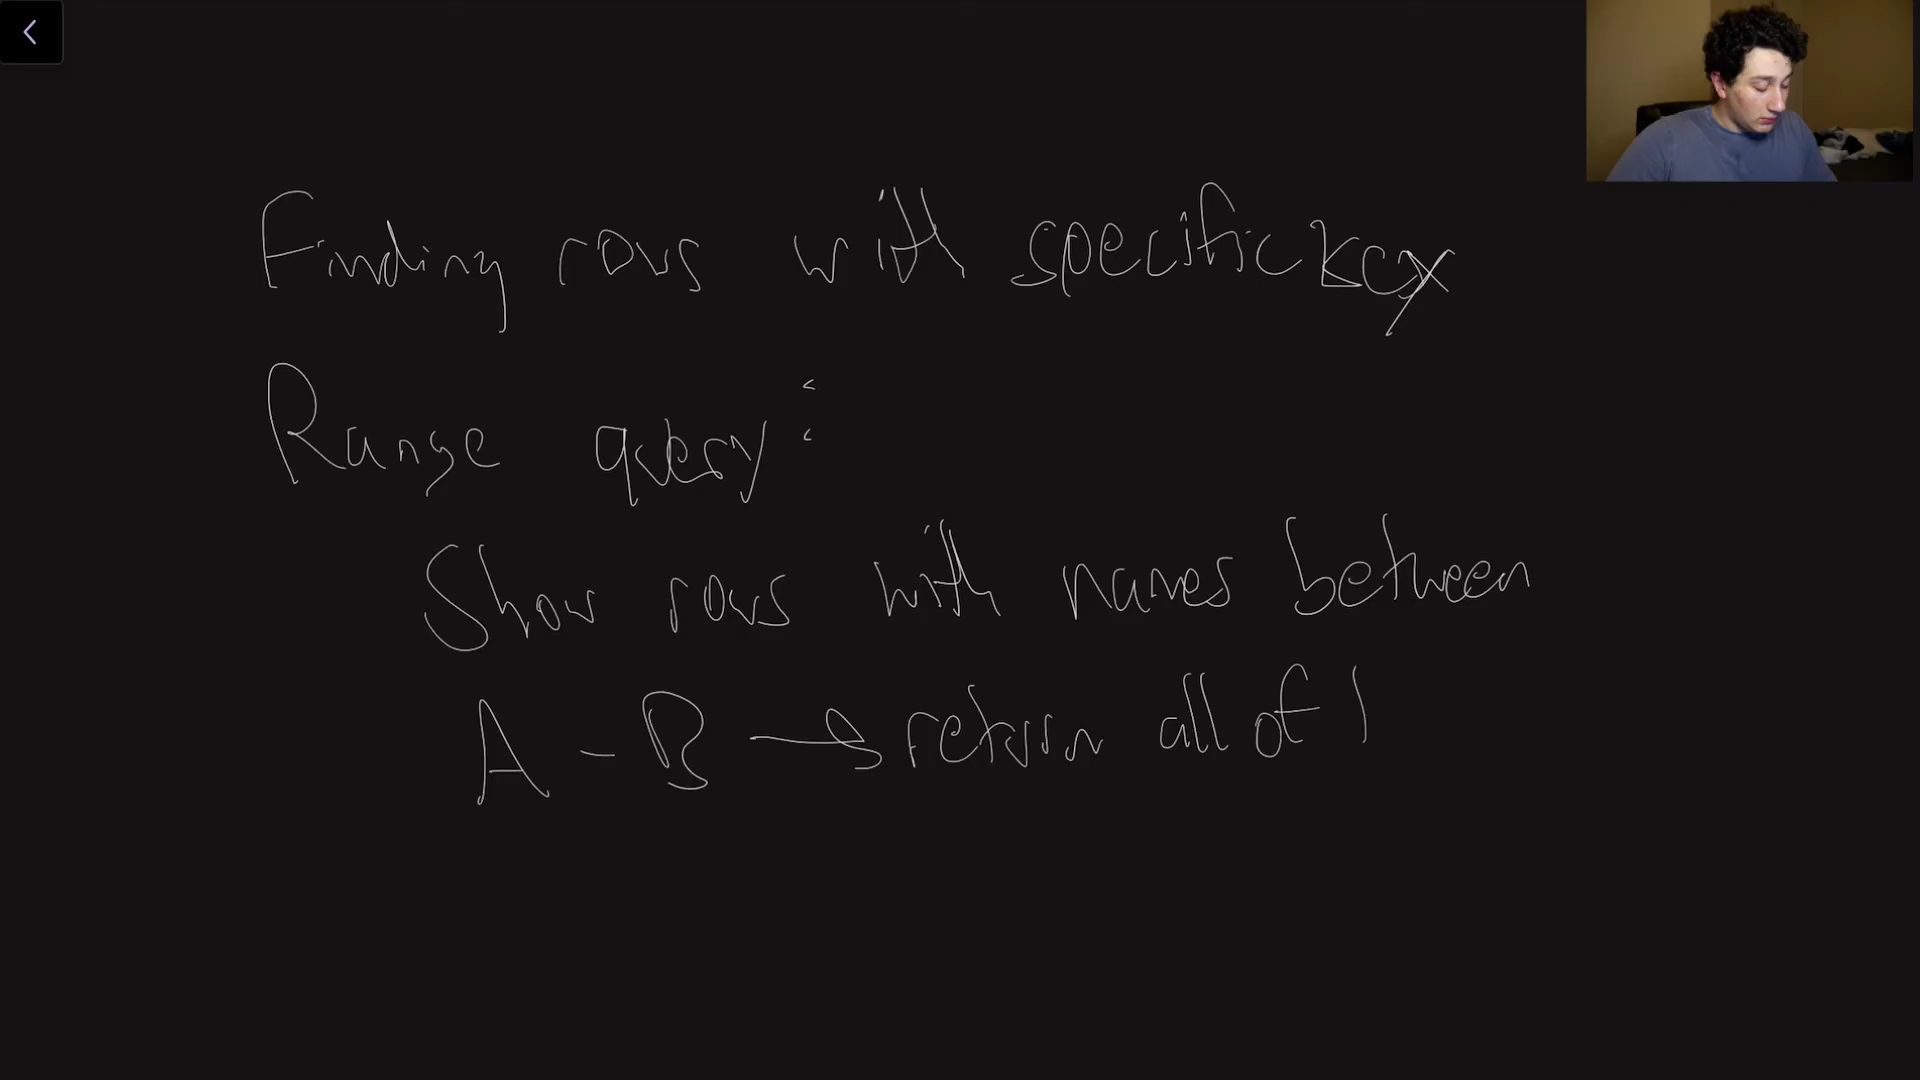 Finding rows with specific key
Range query:
Show rows with names between
A - B → return all of